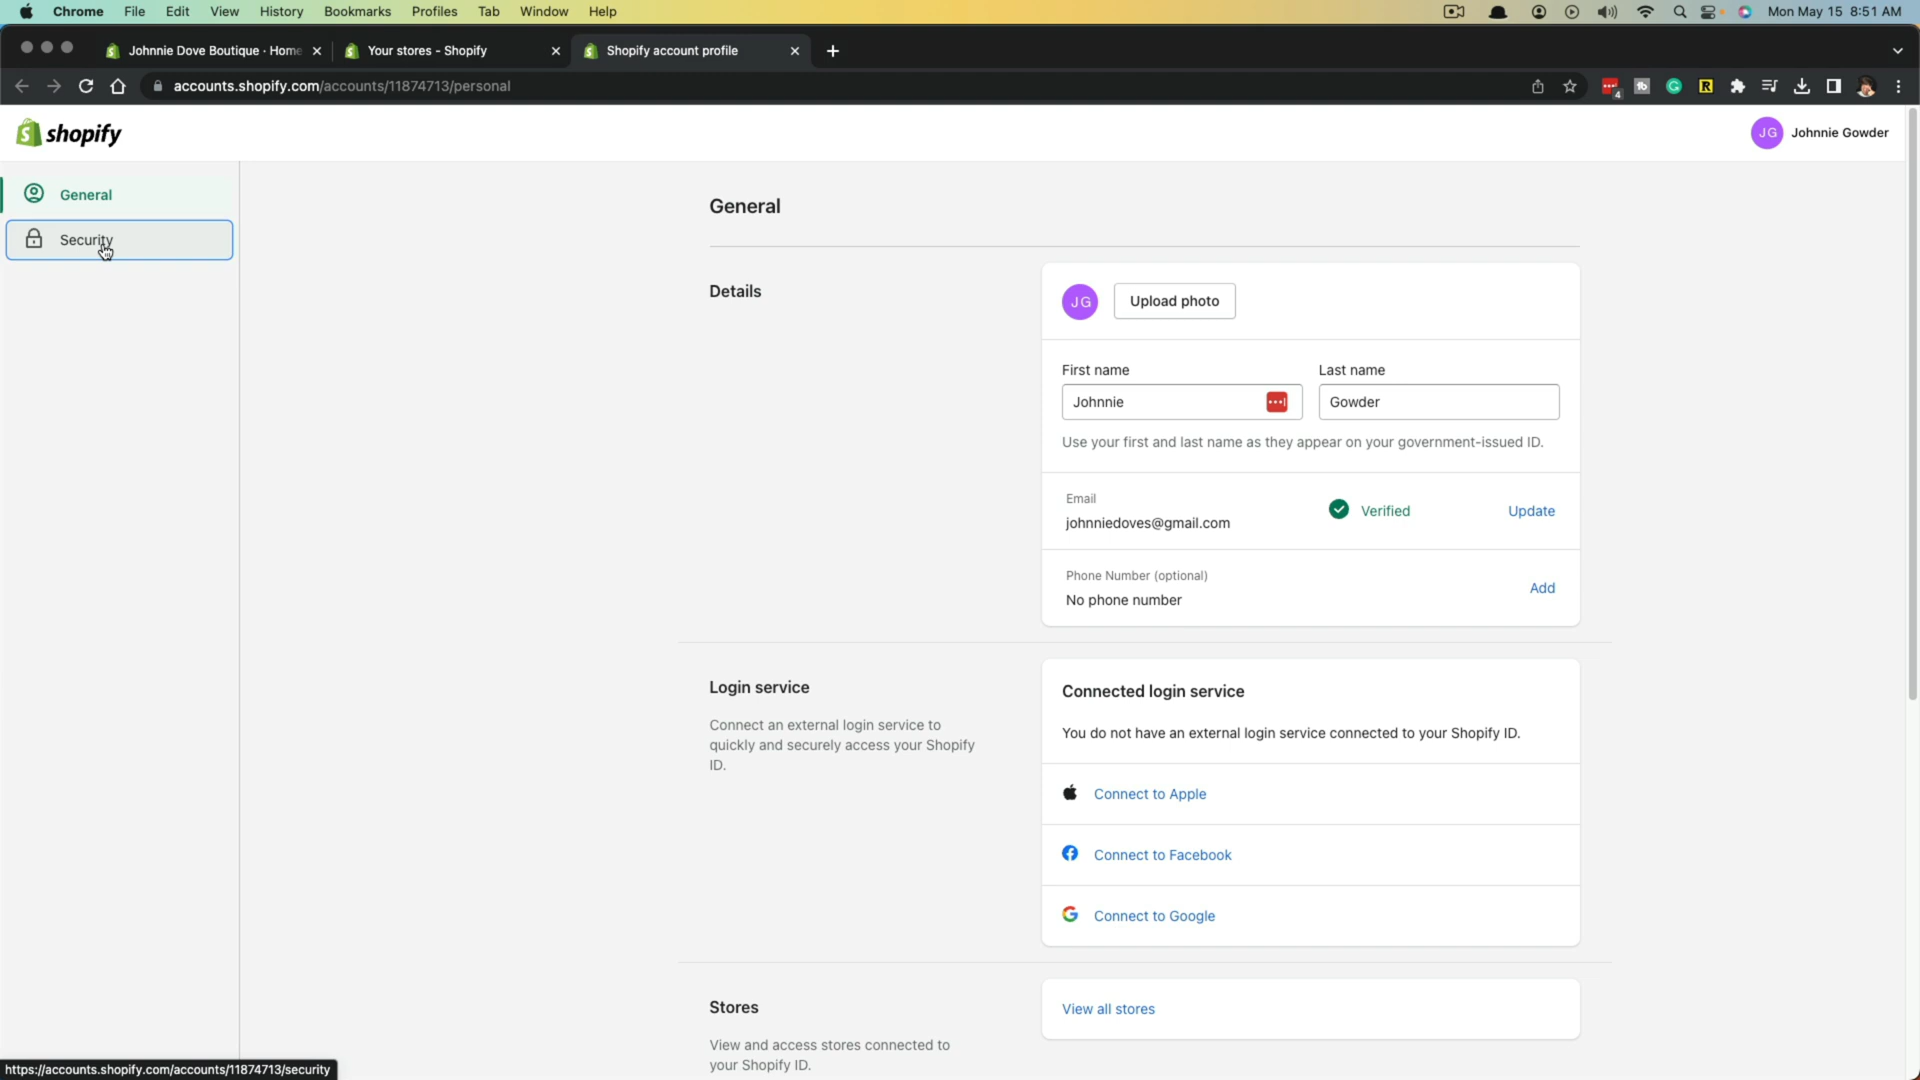 Chrome File Edit View History Bookmarks Profiles Tab Window Help Mon May 15 8:51 AM
Johnnie Dove Boutique · Home Your stores - Shopify Shopify account profile
accounts.shopify.com/accounts/11874713/personal 4 tb G R
shopify JG Johnnie Gowder
General
Security
General
Details
JG Upload photo
First name Last name
Johnnie Gowder
Use your first and last name as they appear on your government-issued ID.
Email
johnniedoves@gmail.com Verified Update
Phone Number (optional)
No phone number Add
Login service
Connect an external login service to
quickly and securely access your Shopify
ID.
Connected login service
You do not have an external login service connected to your Shopify ID.
Connect to Apple
Connect to Facebook
Connect to Google
Stores
View and access stores connected to
your Shopify ID.
View all stores
https://accounts.shopify.com/accounts/11874713/security